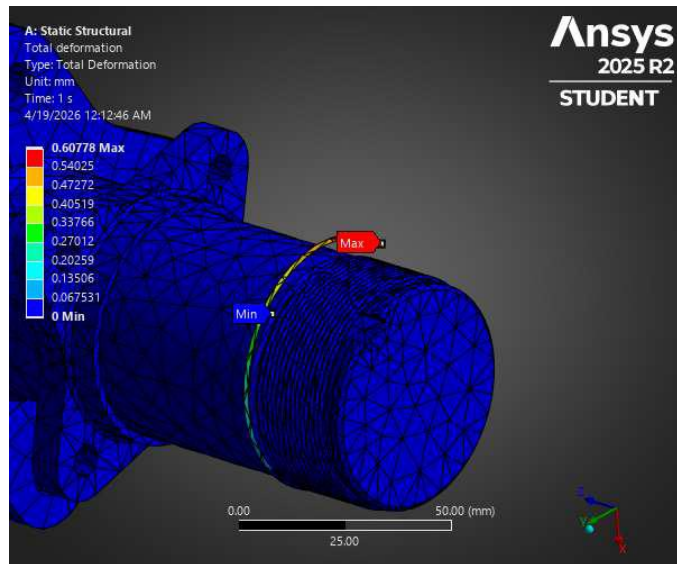 A: Static Structural
Total deformation
Type: Total Deformation
Unit: mm
Time: 1 s
4/19/2026 12:12:46 AM
0.60778 Max
0.54025
0.47272
0.40519
0.33766
0.27012
0.20259
0.13506
0.067531
0 Min
Ansys
2025 R2
STUDENT
Max
Min
0.00
50.00 (mm)
25.00
Z
Y
X